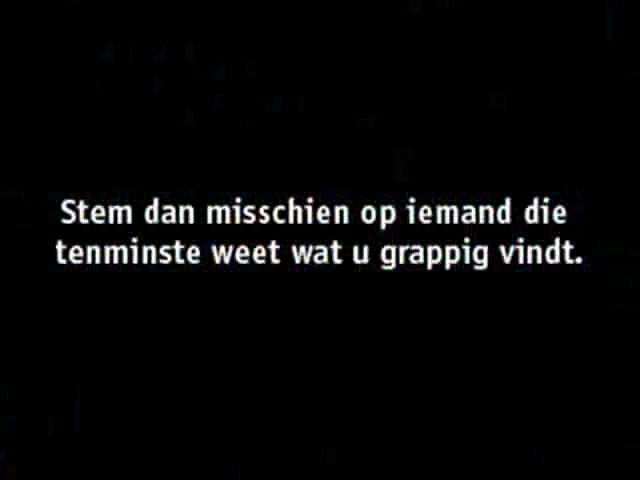 Stem dan misschien op iemand die
tenminste weet wat u grappig vindt.